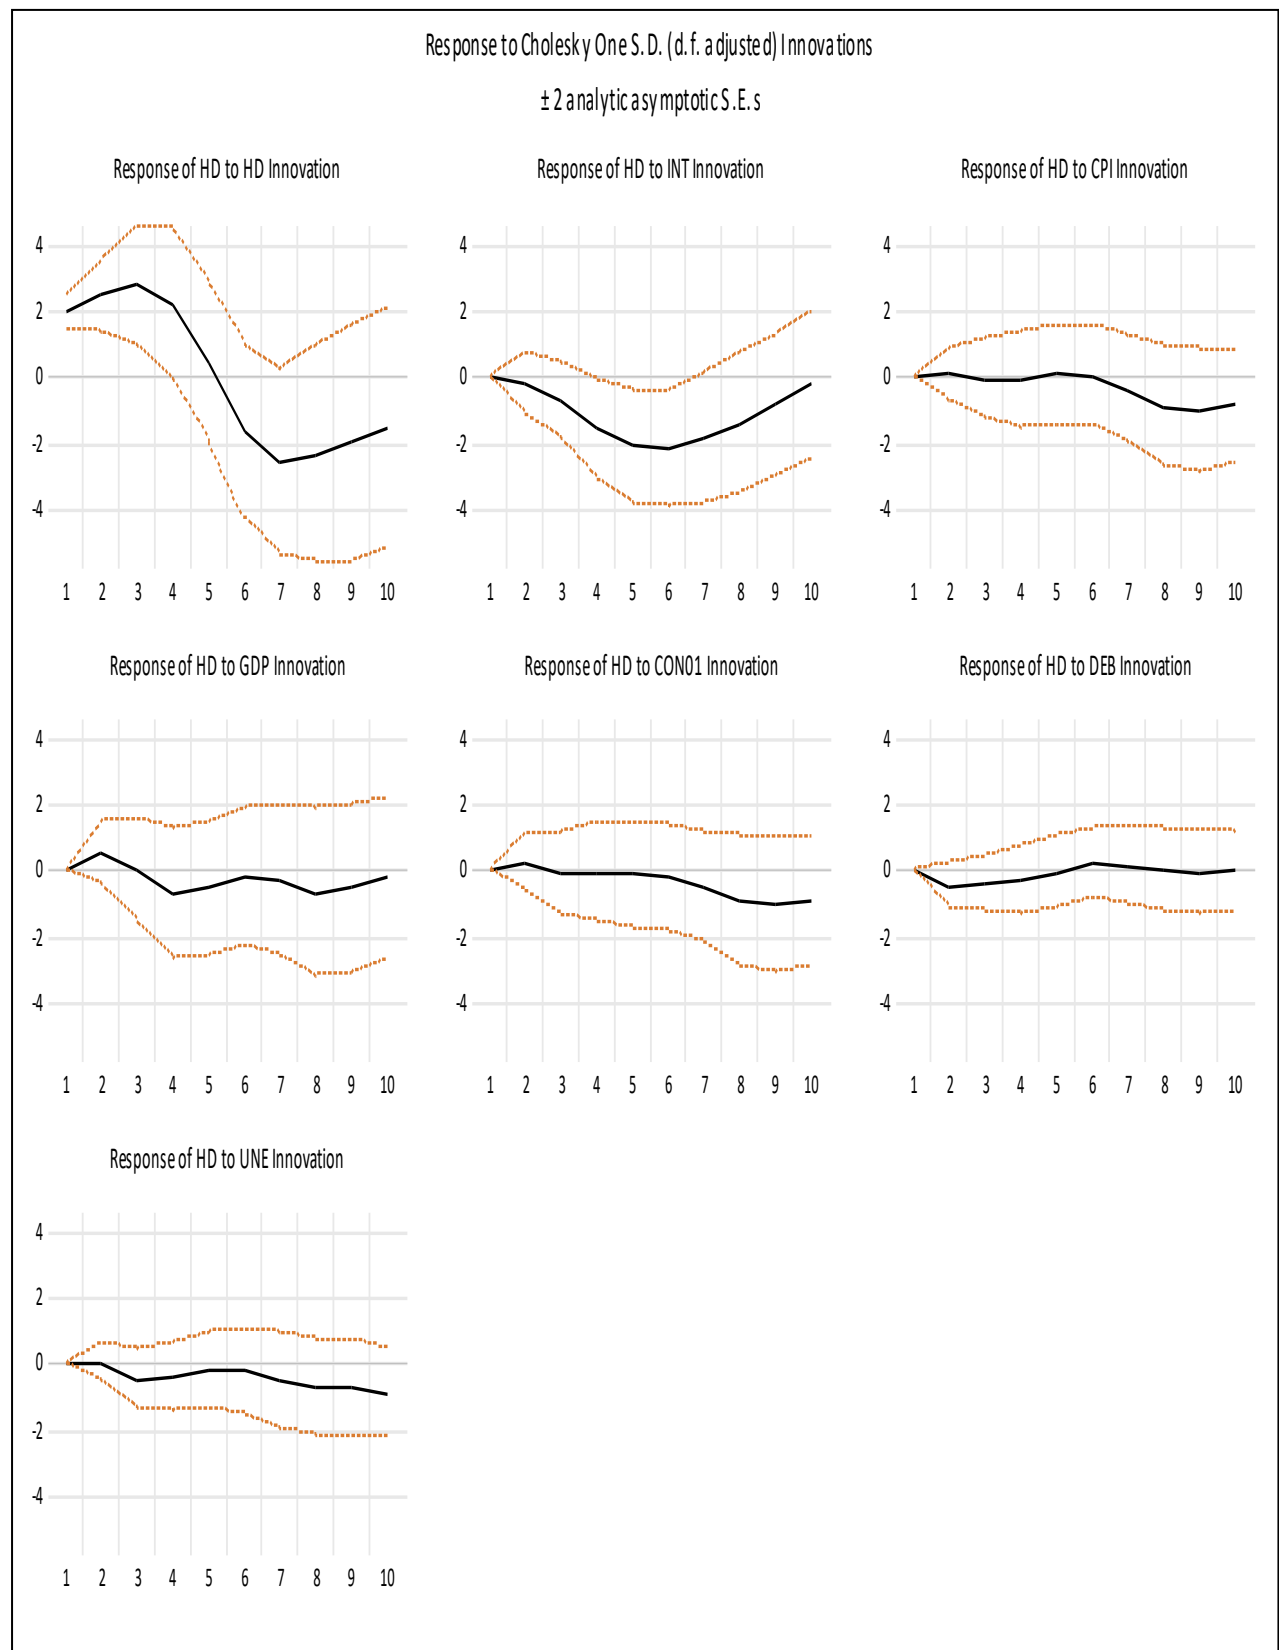 Response to Cholesky One S.D. (d.f. adjusted) Innovations
± 2 analytic asymptotic S.E.s
Response of HD to HD Innovation
4
2
0
-2
-4
1 2 3 4 5 6 7 8 9 10
Response of HD to INT Innovation
4
2
0
-2
-4
1 2 3 4 5 6 7 8 9 10
Response of HD to CPI Innovation
4
2
0
-2
-4
1 2 3 4 5 6 7 8 9 10
Response of HD to GDP Innovation
4
2
0
-2
-4
1 2 3 4 5 6 7 8 9 10
Response of HD to CON01 Innovation
4
2
0
-2
-4
1 2 3 4 5 6 7 8 9 10
Response of HD to DEB Innovation
4
2
0
-2
-4
1 2 3 4 5 6 7 8 9 10
Response of HD to UNE Innovation
4
2
0
-2
-4
1 2 3 4 5 6 7 8 9 10